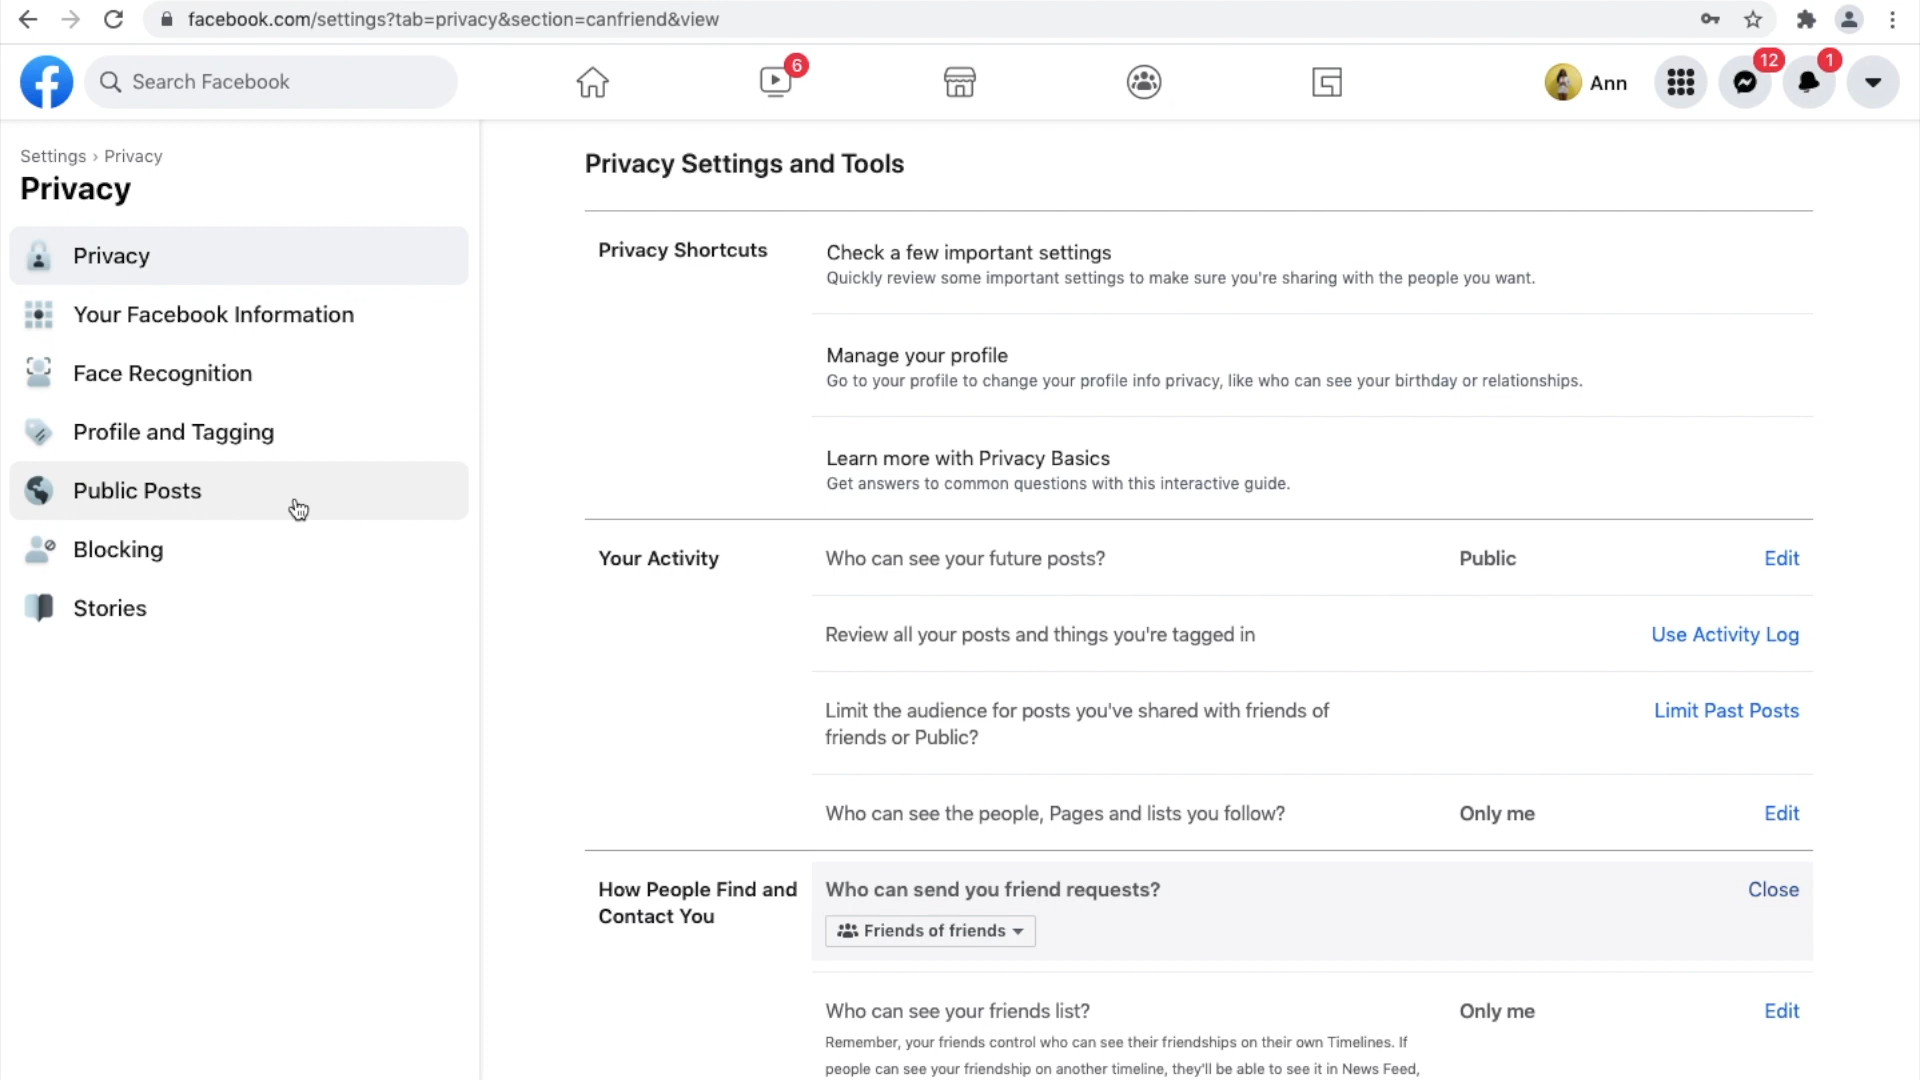 facebook.com/settings?tab=privacy&section=canfriend&view
Search Facebook
6
Ann
12
1
Settings › Privacy
Privacy
Privacy
Your Facebook Information
Face Recognition
Profile and Tagging
Public Posts
Blocking
Stories
Privacy Settings and Tools
Privacy Shortcuts
Check a few important settings
Quickly review some important settings to make sure you're sharing with the people you want.
Manage your profile
Go to your profile to change your profile info privacy, like who can see your birthday or relationships.
Learn more with Privacy Basics
Get answers to common questions with this interactive guide.
Your Activity
Who can see your future posts? Public Edit
Review all your posts and things you're tagged in Use Activity Log
Limit the audience for posts you've shared with friends of Limit Past Posts
friends or Public?
Who can see the people, Pages and lists you follow? Only me Edit
How People Find and
Contact You
Who can send you friend requests? Close
Friends of friends
Who can see your friends list? Only me Edit
Remember, your friends control who can see their friendships on their own Timelines. If
people can see your friendship on another timeline, they'll be able to see it in News Feed,